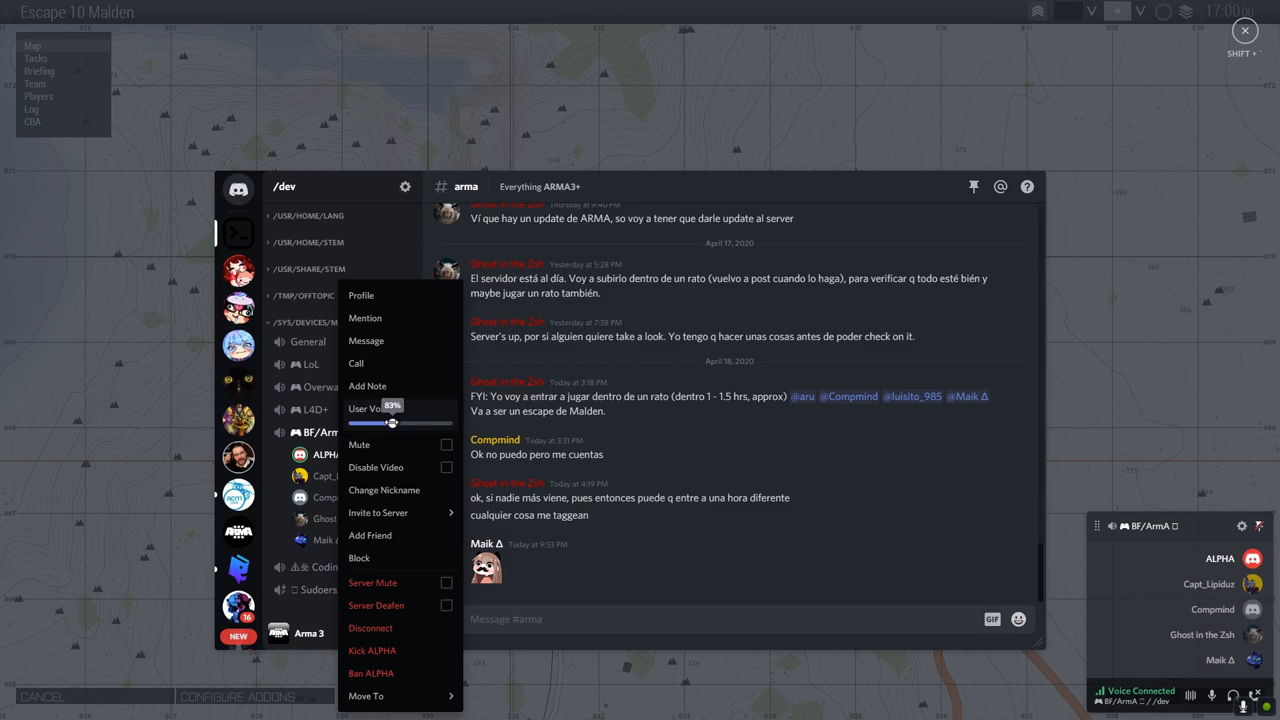 Escape 10 Malden
17:00:00
SHIFT +
Map
Tasks
Briefing
Team
Players
Log
CBA
/dev
/USR/HOME/LANG
/USR/HOME/STEM
/USR/SHARE/STEM
/TMP/OFFTOPIC
/SYS/DEVICES/M
General
LoL
Overwa
L4D+
BF/Arm
ALPH
Capt_
Comp
Ghost
Maik Δ
Codin
Sudoers
Arma 3
16
NEW
Profile
Mention
Message
Call
Add Note
User Vo
83%
Mute
Disable Video
Change Nickname
Invite to Server
Add Friend
Block
Server Mute
Server Deafen
Disconnect
Kick ALPHA
Ban ALPHA
Move To
# arma Everything ARMA3+
Ghost in the Zsh Thursday at 9:40 PM
Ví que hay un update de ARMA, so voy a tener que darle update al server
April 17, 2020
Ghost in the Zsh Yesterday at 5:28 PM
El servidor está al día. Voy a subirlo dentro de un rato (vuelvo a post cuando lo haga), para verificar q todo esté bién y
maybe jugar un rato también.
Ghost in the Zsh Yesterday at 7:38 PM
Server's up, por si alguien quiere take a look. Yo tengo q hacer unas cosas antes de poder check on it.
April 18, 2020
Ghost in the Zsh Today at 3:18 PM
FYI: Yo voy a entrar a jugar dentro de un rato (dentro 1 - 1.5 hrs, approx) @aru @Compmind @luisito_985 @Maik Δ
Va a ser un escape de Malden.
Compmind Today at 3:31 PM
Ok no puedo pero me cuentas
Ghost in the Zsh Today at 4:19 PM
ok, si nadie más viene, pues entonces puede q entre a una hora diferente
cualquier cosa me taggean
Maik Δ Today at 9:53 PM
Message #arma
GIF
BF/ArmA
ALPHA
Capt_Lipiduz
Compmind
Ghost in the Zsh
Maik Δ
Voice Connected
BF/ArmA / /dev
CANCEL
CONFIGURE ADDONS